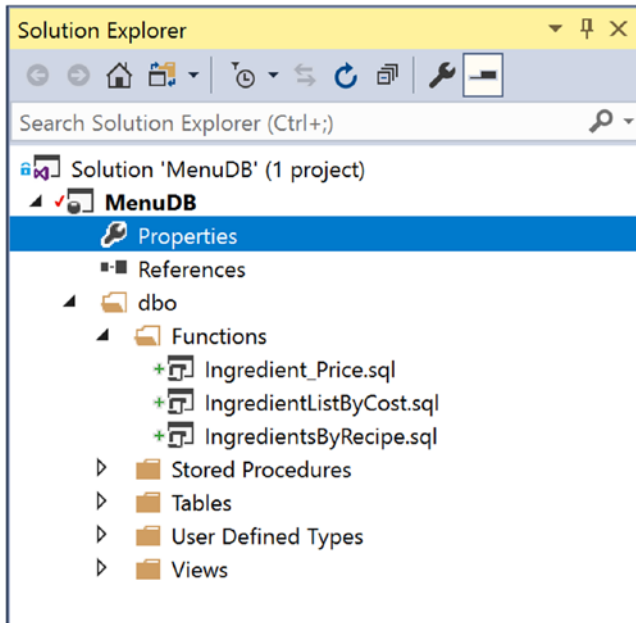 Solution Explorer
Search Solution Explorer (Ctrl+;)
Solution 'MenuDB' (1 project)
MenuDB
Properties
References
dbo
Functions
Ingredient_Price.sql
IngredientListByCost.sql
IngredientsByRecipe.sql
Stored Procedures
Tables
User Defined Types
Views